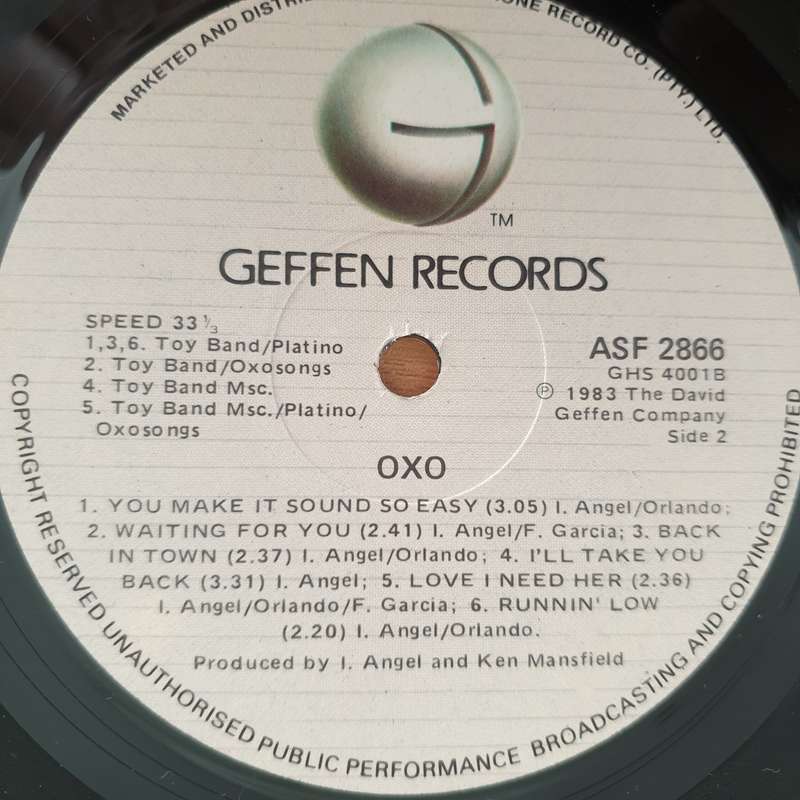 MARKETED AND DISTRI
ONE RECORD CO. (PTY.) LTD.
TM
GEFFEN RECORDS
SPEED 33 ⅓
1,3,6. Toy Band/Platino
2. Toy Band/Oxosongs
4. Toy Band Msc.
5. Toy Band Msc./Platino/
Oxosongs
ASF 2866
GHS 4001B
Ⓟ 1983 The David
Geffen Company
Side 2
OXO
1. YOU MAKE IT SOUND SO EASY (3.05) I. Angel/Orlando;
2. WAITING FOR YOU (2.41) I. Angel/F. Garcia; 3. BACK
IN TOWN (2.37) I. Angel/Orlando; 4. I'LL TAKE YOU
BACK (3.31) I. Angel; 5. LOVE I NEED HER (2.36)
I. Angel/Orlando/F. Garcia; 6. RUNNIN' LOW
(2.20) I. Angel/Orlando.
Produced by I. Angel and Ken Mansfield
COPYRIGHT RESERVED UNAUTHORISED PUBLIC PERFORMANCE BROADCASTING AND COPYING PROHIBITED